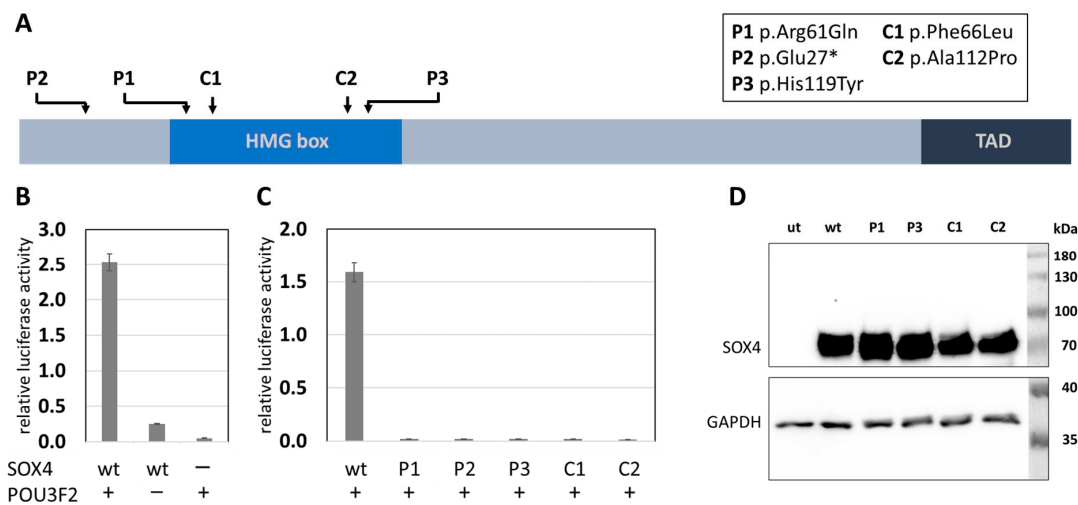 A
P1 p.Arg61Gln C1 p.Phe66Leu
P2 p.Glu27* C2 p.Ala112Pro
P3 p.His119Tyr
P2 P1 C1 C2 P3
HMG box TAD
B
relative luciferase activity
3.0
2.5
2.0
1.5
1.0
0.5
0.0
SOX4 wt wt –
POU3F2 + – +
C
relative luciferase activity
2.0
1.5
1.0
0.5
0.0
wt P1 P2 P3 C1 C2
+ + + + + +
D
ut wt P1 P3 C1 C2 kDa
180
130
100
SOX4 70
40
GAPDH
35